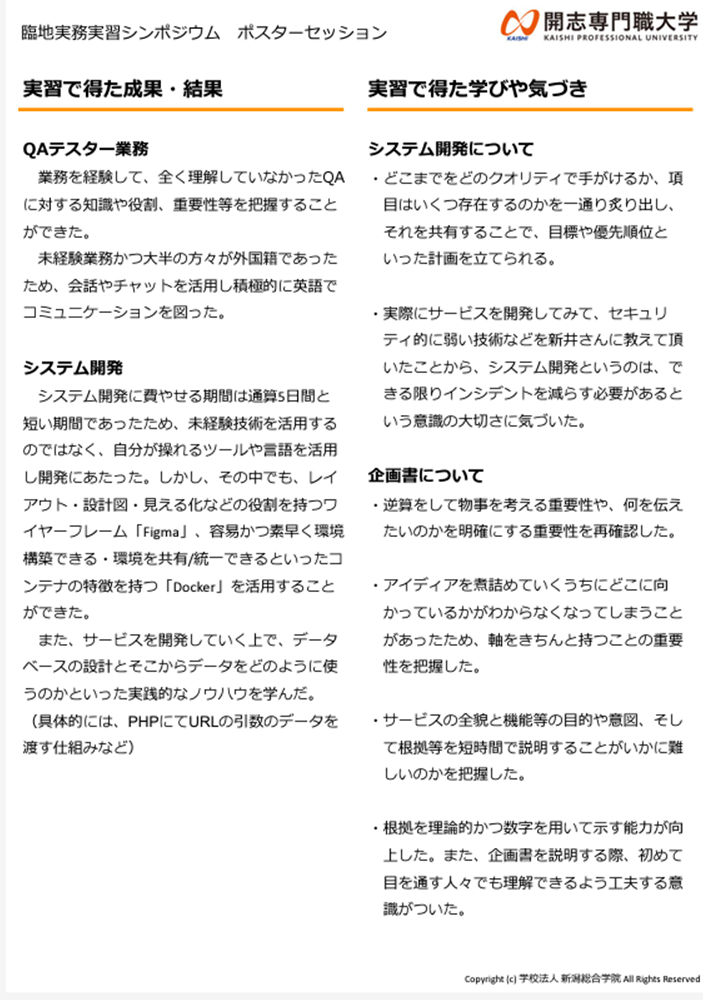 臨地実務実習シンポジウム　ポスターセッション
開志専門職大学
KAISHI PROFESSIONAL UNIVERSITY
KAISHI
実習で得た成果・結果
QAテスター業務
業務を経験して、全く理解していなかったQA
に対する知識や役割、重要性等を把握すること
ができた。
未経験業務かつ大半の方々が外国籍であった
ため、会話やチャットを活用し積極的に英語で
コミュニケーションを図った。
システム開発
システム開発に費やせる期間は通算5日間と
短い期間であったため、未経験技術を活用する
のではなく、自分が操れるツールや言語を活用
し開発にあたった。しかし、その中でも、レイ
アウト・設計図・見える化などの役割を持つワ
イヤーフレーム「Figma」、容易かつ素早く環境
構築できる・環境を共有/統一できるといったコ
ンテナの特徴を持つ「Docker」を活用すること
ができた。
また、サービスを開発していく上で、データ
ベースの設計とそこからデータをどのように使
うのかといった実践的なノウハウを学んだ。
（具体的には、PHPにてURLの引数のデータを
渡す仕組みなど）
実習で得た学びや気づき
システム開発について
・どこまでをどのクオリティで手がけるか、項
目はいくつ存在するのかを一通り炙り出し、
それを共有することで、目標や優先順位と
いった計画を立てられる。
・実際にサービスを開発してみて、セキュリ
ティ的に弱い技術などを新井さんに教えて頂
いたことから、システム開発というのは、で
きる限りインシデントを減らす必要があると
いう意識の大切さに気づいた。
企画書について
・逆算をして物事を考える重要性や、何を伝え
たいのかを明確にする重要性を再確認した。
・アイディアを煮詰めていくうちにどこに向
かっているかがわからなくなってしまうこと
があったため、軸をきちんと持つことの重要
性を把握した。
・サービスの全貌と機能等の目的や意図、そし
て根拠等を短時間で説明することがいかに難
しいのかを把握した。
・根拠を理論的かつ数字を用いて示す能力が向
上した。また、企画書を説明する際、初めて
目を通す人々でも理解できるよう工夫する意
識がついた。
Copyright (c) 学校法人 新潟総合学院 All Rights Reserved